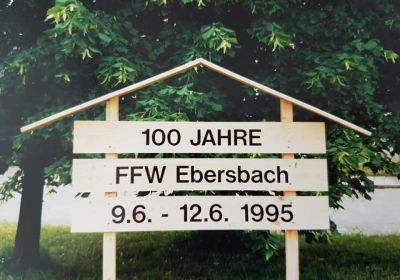 100 JAHRE
FFW Ebersbach
9.6. - 12.6. 1995